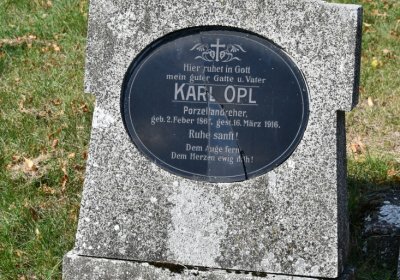 Hier ruhet in Gott
mein guter Gatte u. Vater
KARL OPL
Porzellandreher,
geb. 2. Feber gest. 16. März 1916.
Ruhe sanft!
Dem Auge fern,
Dem Herzen ewig nah!